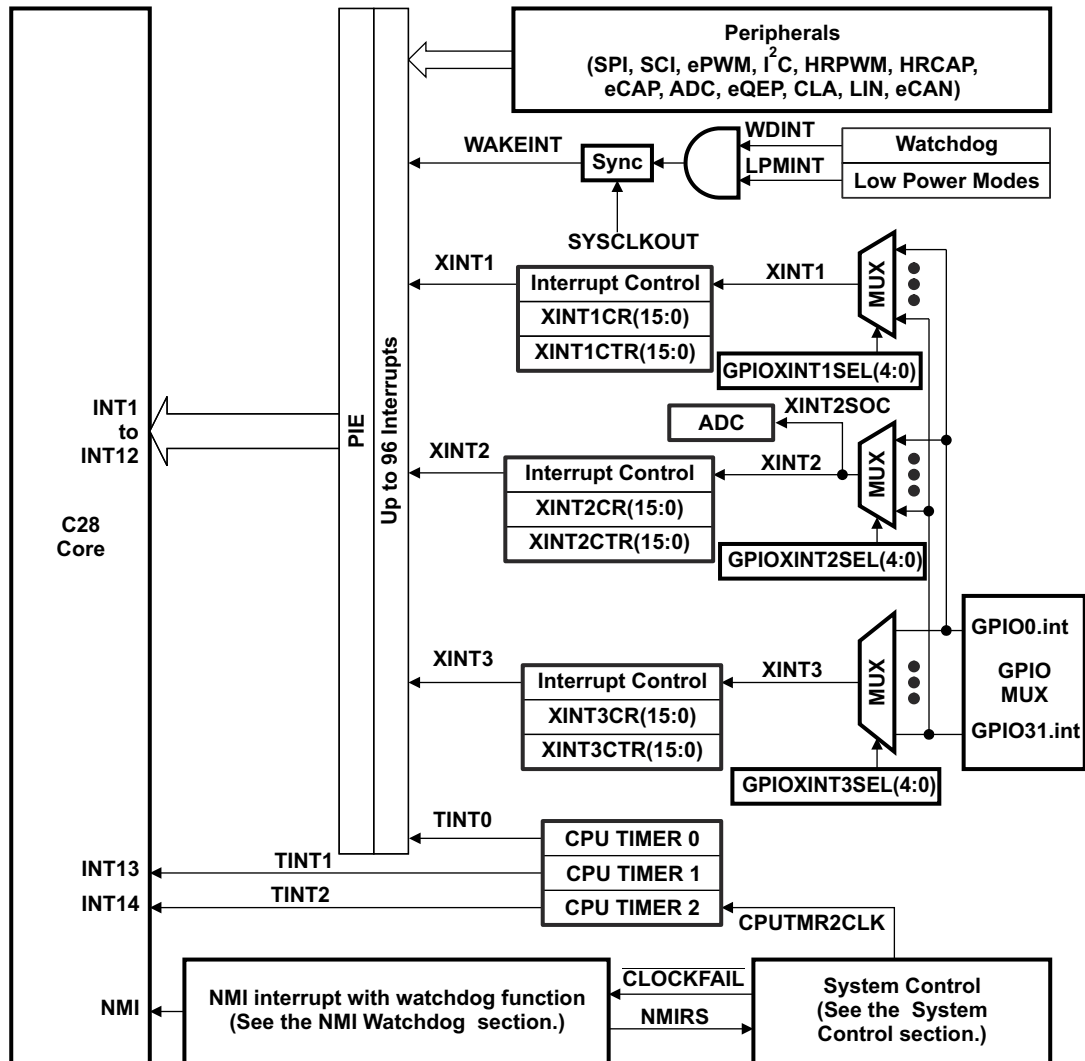 Peripherals
(SPI, SCI, ePWM, I2C, HRPWM, HRCAP,
eCAP, ADC, eQEP, CLA, LIN, eCAN)
WAKEINT
Sync
WDINT
LPMINT
Watchdog
Low Power Modes
SYSCLKOUT
XINT1
Interrupt Control
XINT1CR(15:0)
XINT1CTR(15:0)
XINT1
MUX
GPIOXINT1SEL(4:0)
INT1
to
INT12
C28
Core
PIE
Up to 96 Interrupts
ADC
XINT2SOC
XINT2
Interrupt Control
XINT2CR(15:0)
XINT2CTR(15:0)
XINT2
MUX
GPIOXINT2SEL(4:0)
XINT3
Interrupt Control
XINT3CR(15:0)
XINT3CTR(15:0)
XINT3
MUX
GPIOXINT3SEL(4:0)
GPIO0.int
GPIO
MUX
GPIO31.int
TINT0
CPU TIMER 0
INT13
TINT1
CPU TIMER 1
INT14
TINT2
CPU TIMER 2
CPUTMR2CLK
NMI
NMI interrupt with watchdog function
(See the NMI Watchdog section.)
CLOCKFAIL
NMIRS
System Control
(See the System
Control section.)